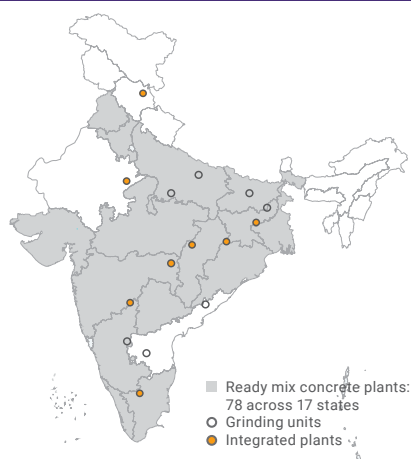 Ready mix concrete plants:
78 across 17 states
Grinding units
Integrated plants